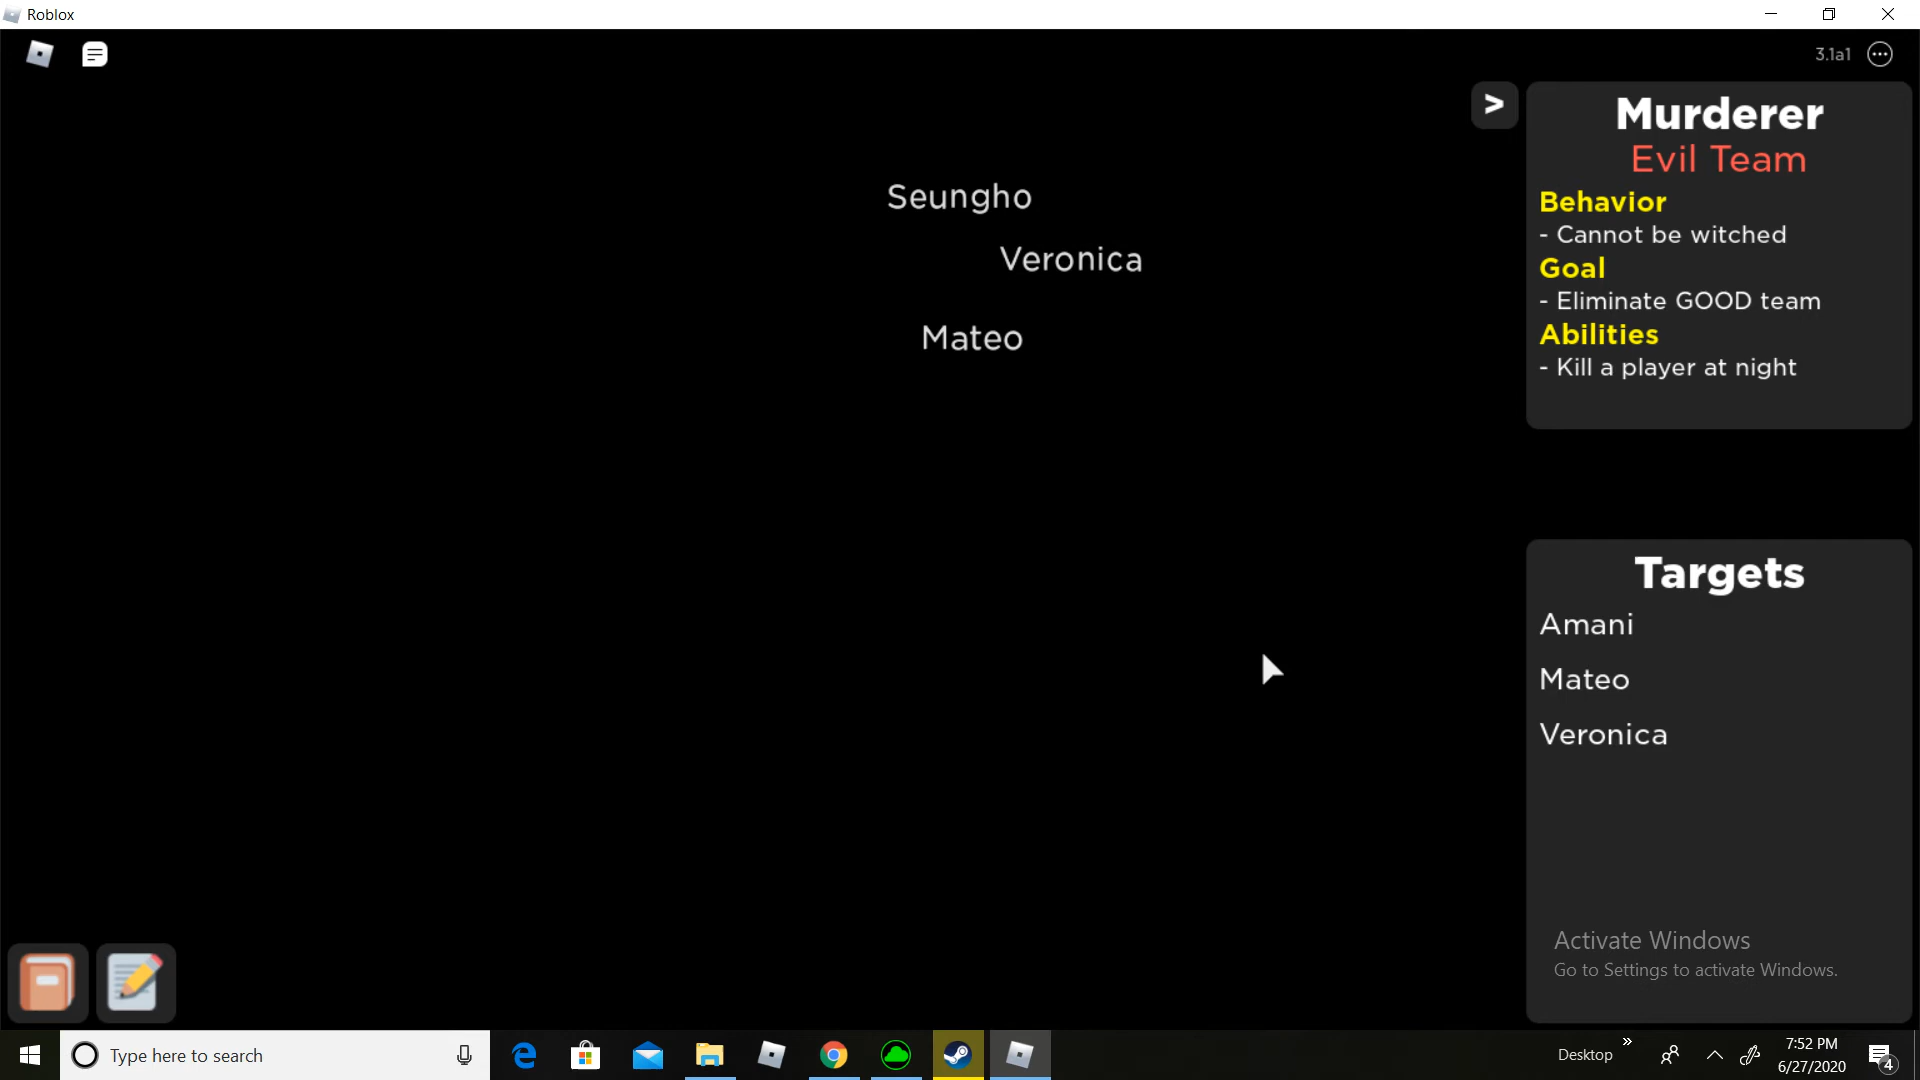 Roblox
3.1a1
>
Murderer
Evil Team
Behavior
- Cannot be witched
Goal
- Eliminate GOOD team
Abilities
- Kill a player at night
Seungho
Veronica
Mateo
Targets
Amani
Mateo
Veronica
Activate Windows
Go to Settings to activate Windows.
Type here to search
Desktop
»
7:52 PM
6/27/2020
4